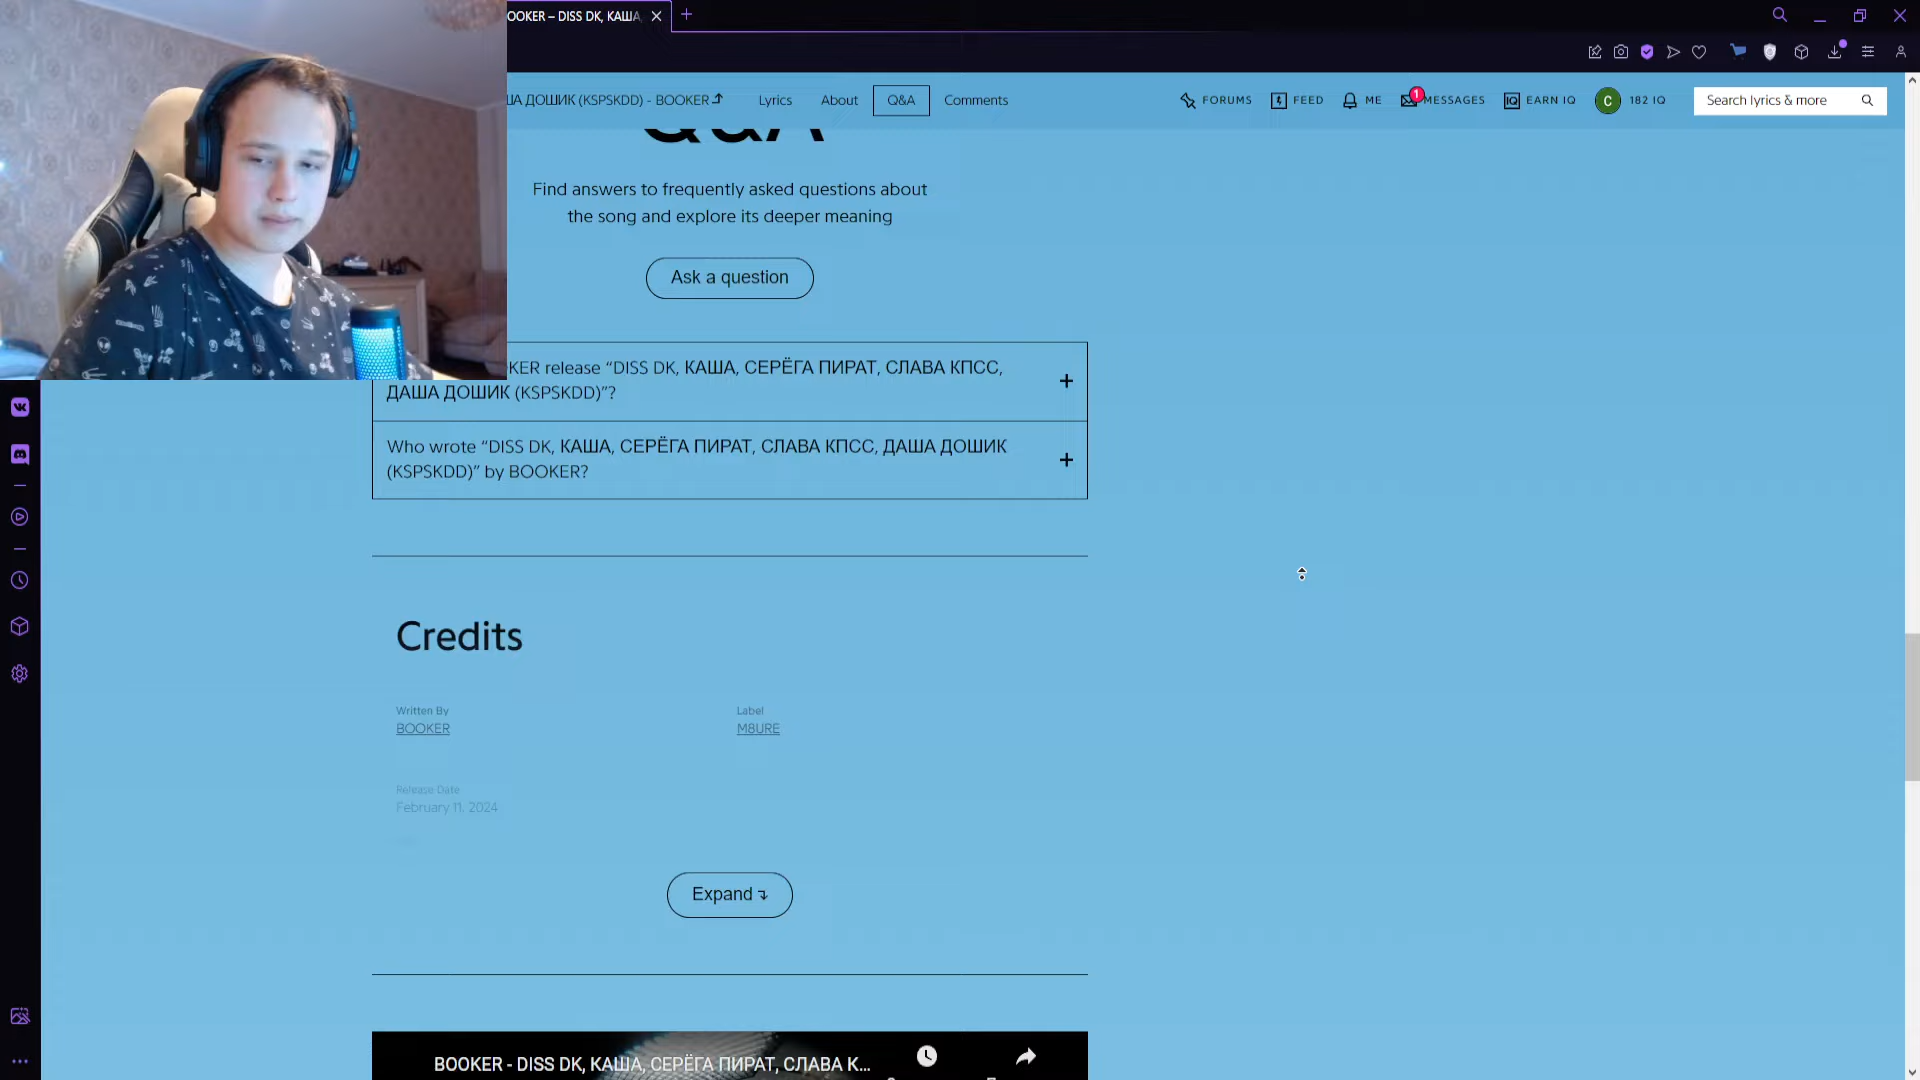 OOKER – DISS DK, КАША,
ША ДОШИК (KSPSKDD) - BOOKER
Lyrics
About
Q&A
Comments
FORUMS
FEED
ME
1
MESSAGES
IQ
EARN IQ
C
182 IQ
Search lyrics & more
Q&A
Find answers to frequently asked questions about
the song and explore its deeper meaning
Ask a question
KER release “DISS DK, КАША, СЕРЁГА ПИРАТ, СЛАВА КПСС,
ДАША ДОШИК (KSPSKDD)”?
Who wrote “DISS DK, КАША, СЕРЁГА ПИРАТ, СЛАВА КПСС, ДАША ДОШИК
(KSPSKDD)” by BOOKER?
Credits
Written By
BOOKER
Label
M8URE
Release Date
February 11, 2024
Expand
BOOKER - DISS DK, КАША, СЕРЁГА ПИРАТ, СЛАВА К...